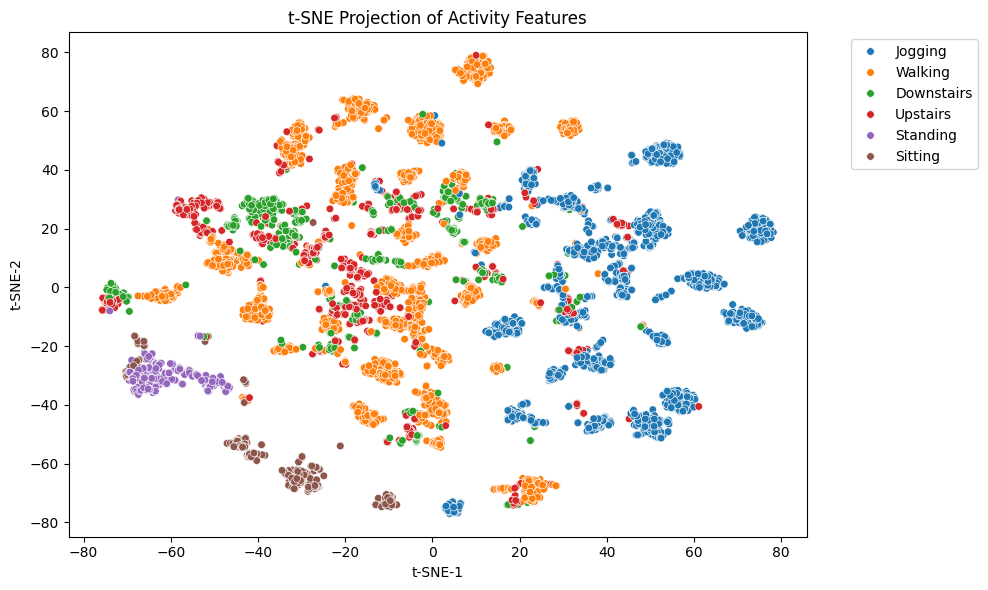 t-SNE Projection of Activity Features
t-SNE-2
80
60
40
20
0
−20
−40
−60
−80
−80
−60
−40
−20
0
20
40
60
80
t-SNE-1
Jogging
Walking
Downstairs
Upstairs
Standing
Sitting